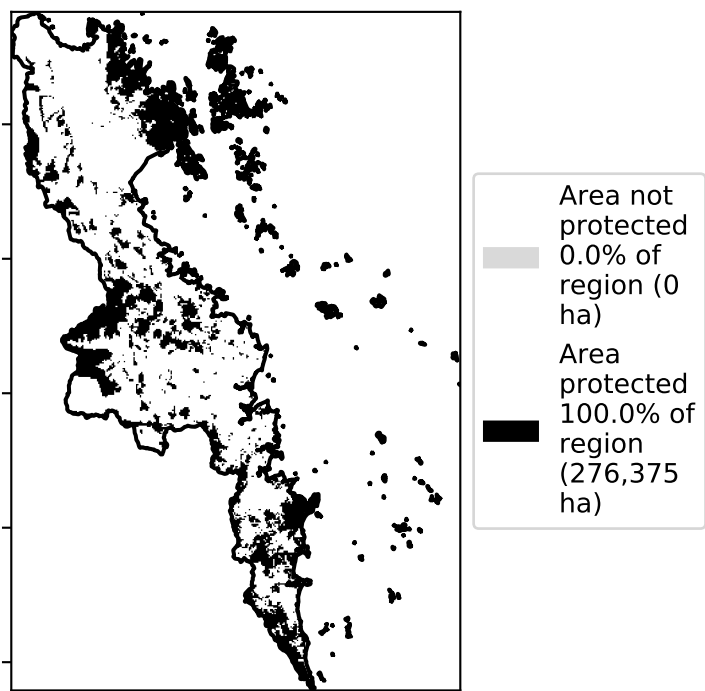 Area not
protected
0.0% of
region (0
ha)
Area
protected
100.0% of
region
(276,375
ha)